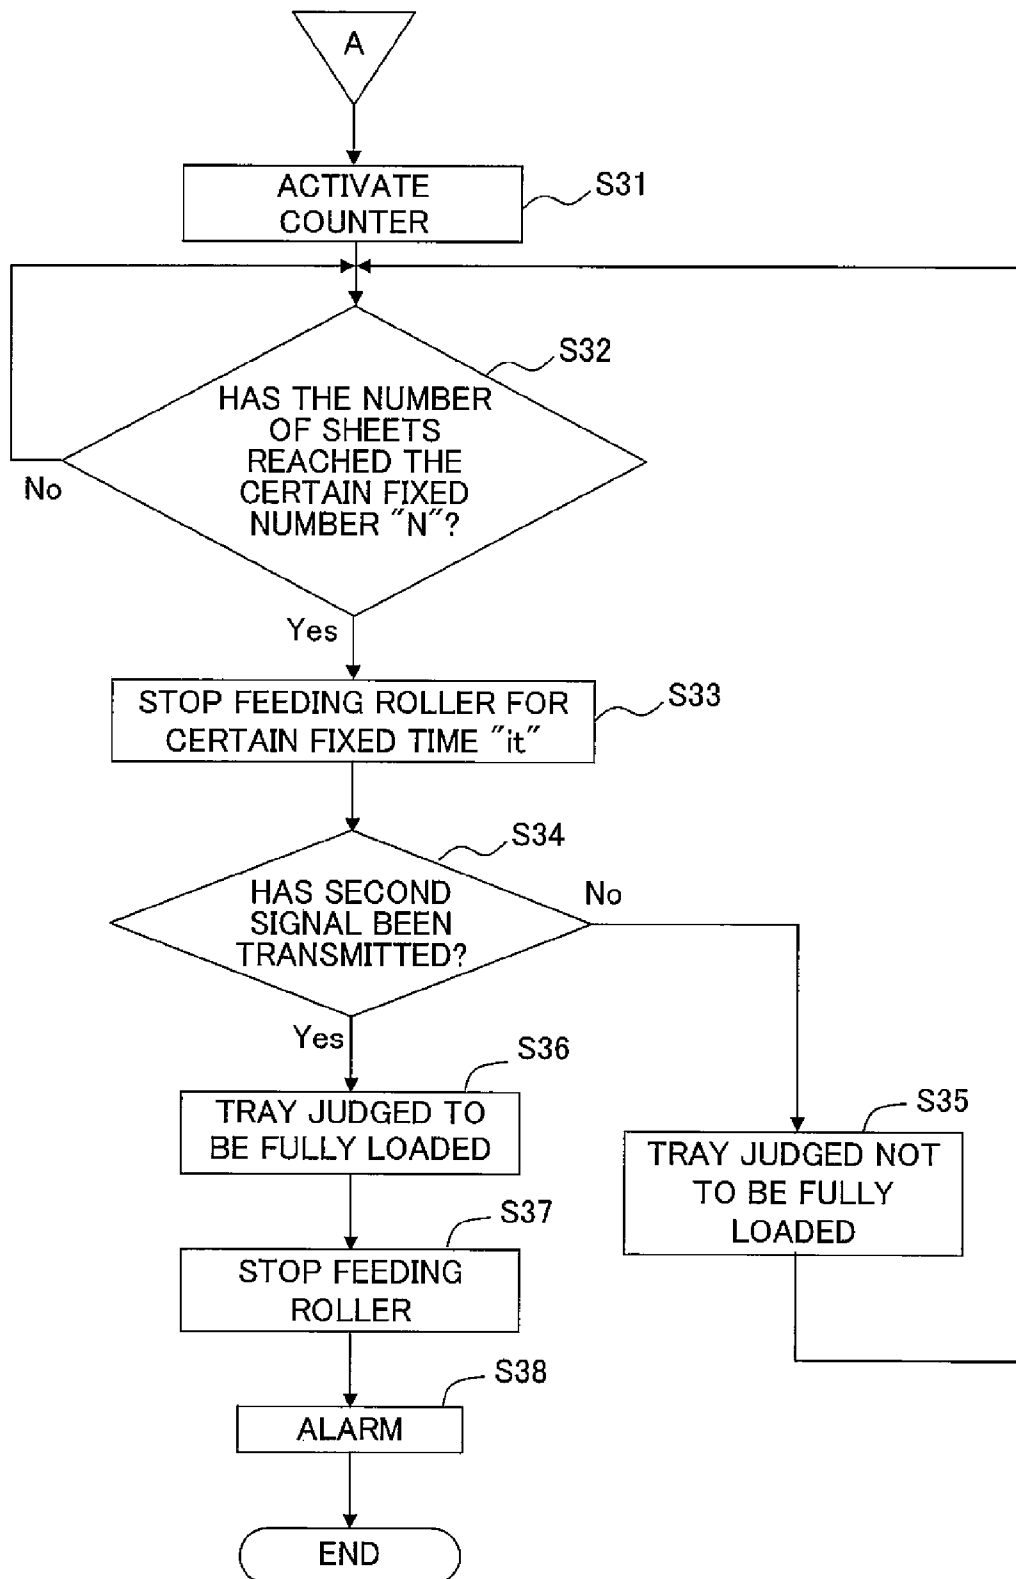 A
ACTIVATE
COUNTER
S31
S32
HAS THE NUMBER
OF SHEETS
REACHED THE
CERTAIN FIXED
NUMBER "N"?
No
Yes
S33
STOP FEEDING ROLLER FOR
CERTAIN FIXED TIME "it"
S34
HAS SECOND
SIGNAL BEEN
TRANSMITTED?
No
Yes
S36
TRAY JUDGED TO
BE FULLY LOADED
S35
TRAY JUDGED NOT
TO BE FULLY
LOADED
S37
STOP FEEDING
ROLLER
S38
ALARM
END